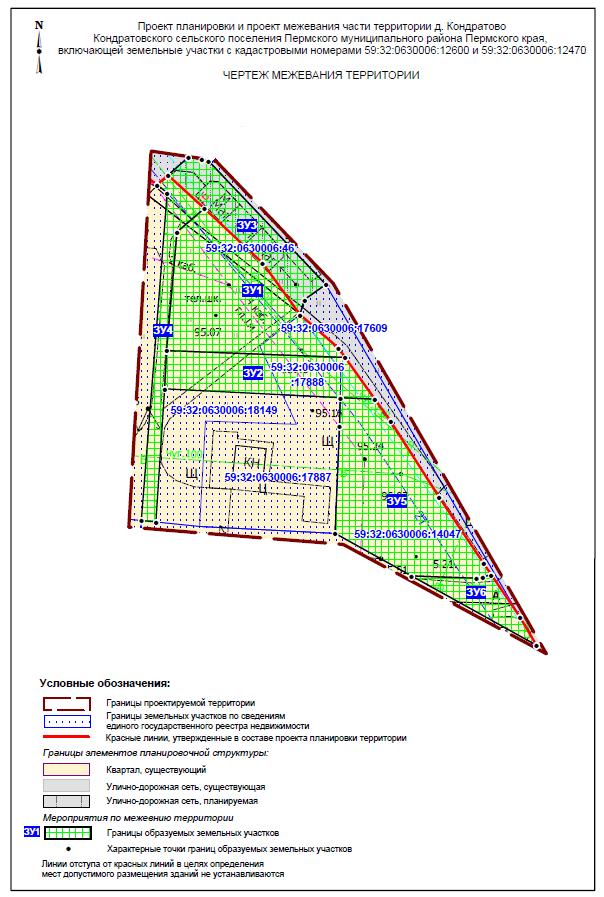 N
Проект планировки и проект межевания части территории д. Кондратово
Кондратовского сельского поселения Пермского муниципального района Пермского края,
включающей земельные участки с кадастровыми номерами 59:32:0630006:12600 и 59:32:0630006:12470
ЧЕРТЕЖ МЕЖЕВАНИЯ ТЕРРИТОРИИ
ЗУ3
59:32:0630006:46
каб.
ЗУ1
тел.шк.
ЗУ4
95.07
59:32:0630006:17609
ЗУ2
59:32:0630006
:17888
59:32:0630006:18149
Щ
КН
Щ
59:32:0630006:17887
Ц
ЗУ5
59:32:0630006:14047
ЗУ6
Условные обозначения:
Границы проектируемой территории
Границы земельных участков по сведениям
единого государственного реестра недвижимости
Красные линии, утвержденные в составе проекта планировки территории
Границы элементов планировочной структуры:
Квартал, существующий
Улично-дорожная сеть, существующая
Улично-дорожная сеть, планируемая
Мероприятия по межевнию территории
ЗУ1
Границы образуемых земельных участков
Характерные точки границ образуемых земельных участков
Линии отступа от красных линий в целях определения
мест допустимого размещения зданий не устанавливаются